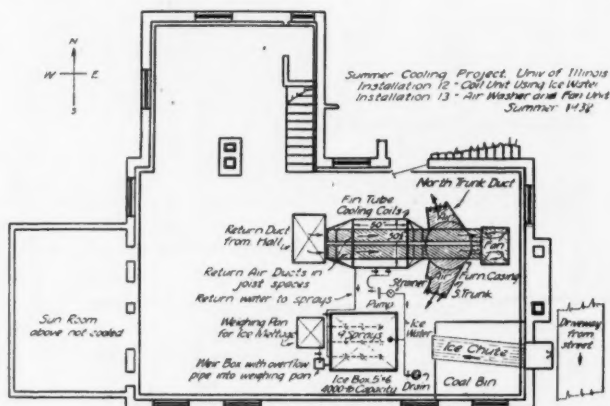 N
W E
S
Summer Cooling Project. Univ of Illinois
Installation 12 - Coil Unit Using Ice Water
Installation 13 - Air Washer and Fan Unit
Summer
North Trunk Duct
Fin Tube
Cooling Coils
Return Duct
from Hall
50"
Fan
Return Air Ducts in
joist spaces
Return water to sprays
Air
Furn. Casing
S. Trunk
Strainer
Pump
Sun Room
above not cooled
Weighing Pan
for Ice Meltage
Sprays
Ice
Water
Ice Chute
Driveway
from
street
Weir Box with overflow
pipe into weighing pan
Ice Box 5'x6'
4000-lb Capacity
Drain
Coal Bin